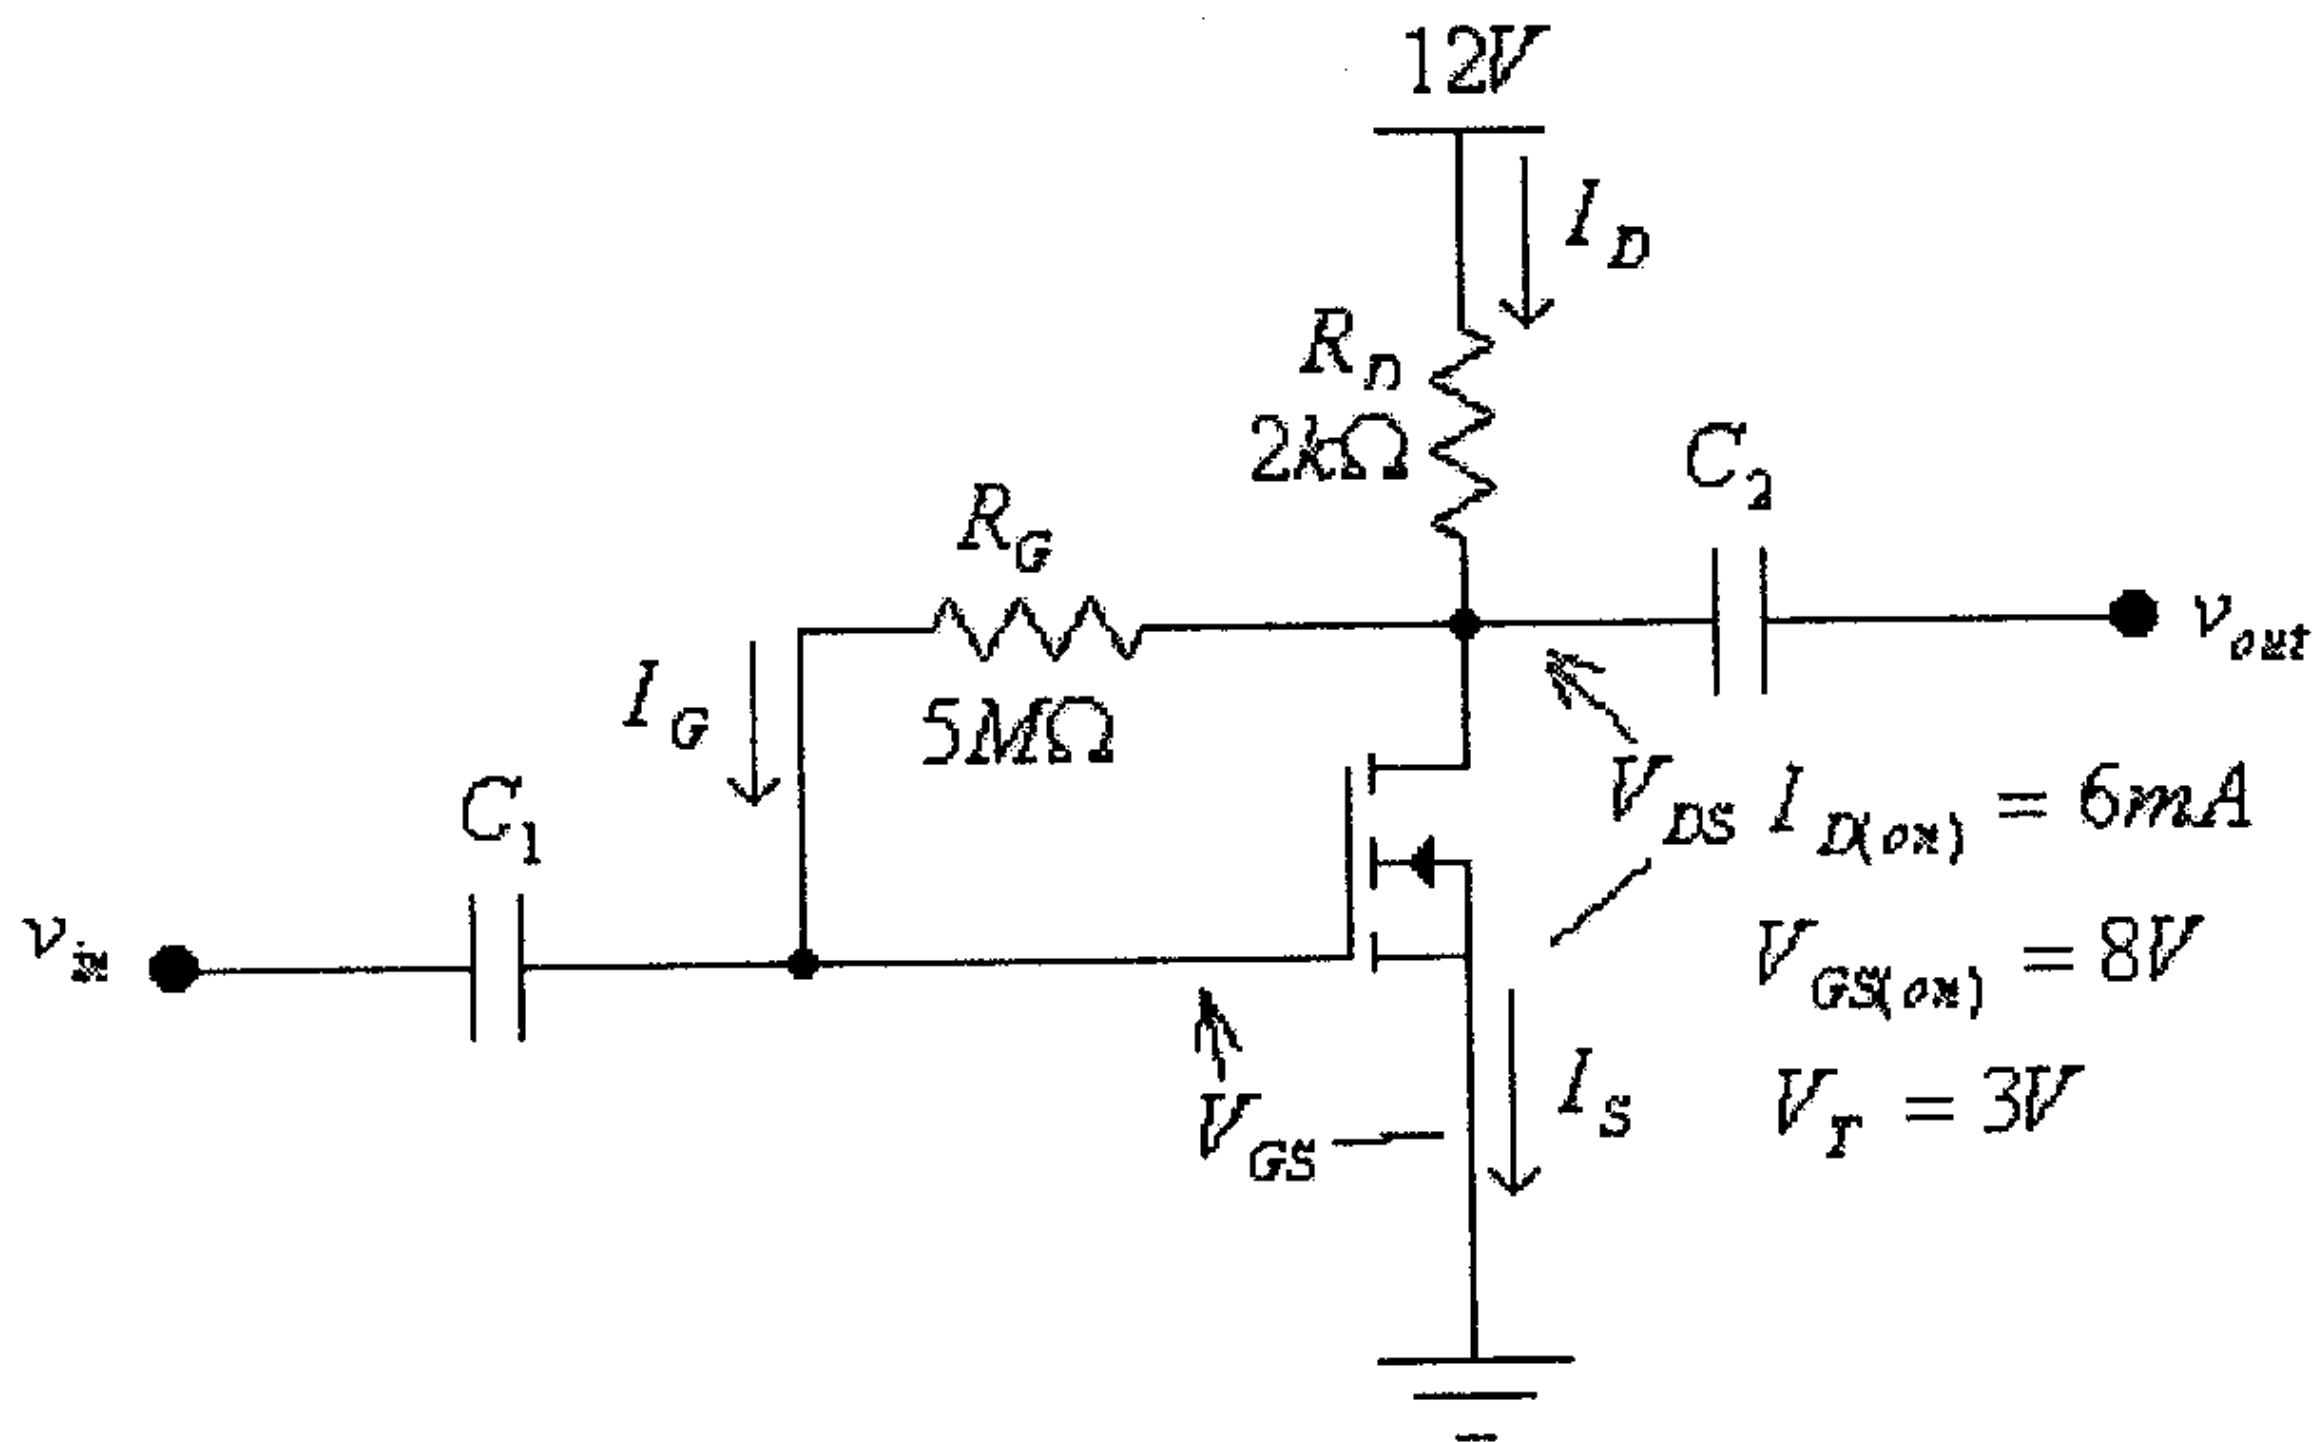 12V
I_D
R_D
2kΩ
C_2
R_G
5MΩ
I_G
v_out
C_1
V_DS
I_D(on) = 6mA
v_in
V_GS(on) = 8V
V_GS
I_S
V_T = 3V